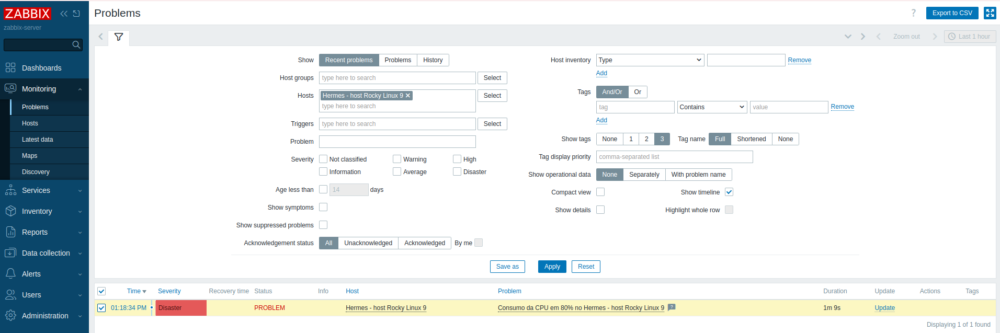 ZABBIX
zabbix-server
Dashboards
Monitoring
Problems
Hosts
Latest data
Maps
Discovery
Services
Inventory
Reports
Data collection
Alerts
Users
Administration
Problems
? Export to CSV
Zoom out Last 1 hour
Show Recent problems Problems History
Host groups type here to search Select
Hosts Hermes - host Rocky Linux 9 Select
type here to search
Triggers type here to search Select
Problem
Severity Not classified Warning High
Information Average Disaster
Age less than 14 days
Show symptoms
Show suppressed problems
Acknowledgement status All Unacknowledged Acknowledged By me
Host inventory Type Remove
Add
Tags And/Or Or
tag Contains value Remove
Add
Show tags None 1 2 3 Tag name Full Shortened None
Tag display priority comma-separated list
Show operational data None Separately With problem name
Compact view Show timeline
Show details Highlight whole row
Save as Apply Reset
Time Severity Recovery time Status Info Host Problem Duration Update Actions Tags
01:18:34 PM Disaster PROBLEM Hermes - host Rocky Linux 9 Consumo da CPU em 80% no Hermes - host Rocky Linux 9 ? 1m 9s Update
Displaying 1 of 1 found